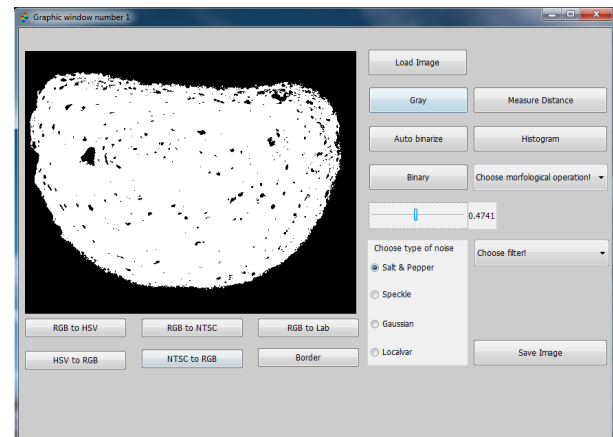 Graphic window number 1
Load Image
Gray
Measure Distance
Auto binarize
Histogram
Binary
Choose morfological operation!
0.4741
Choose type of noise
Choose filter!
Salt & Pepper
Speckle
Gaussian
Localvar
RGB to HSV
RGB to NTSC
RGB to Lab
HSV to RGB
NTSC to RGB
Border
Save Image